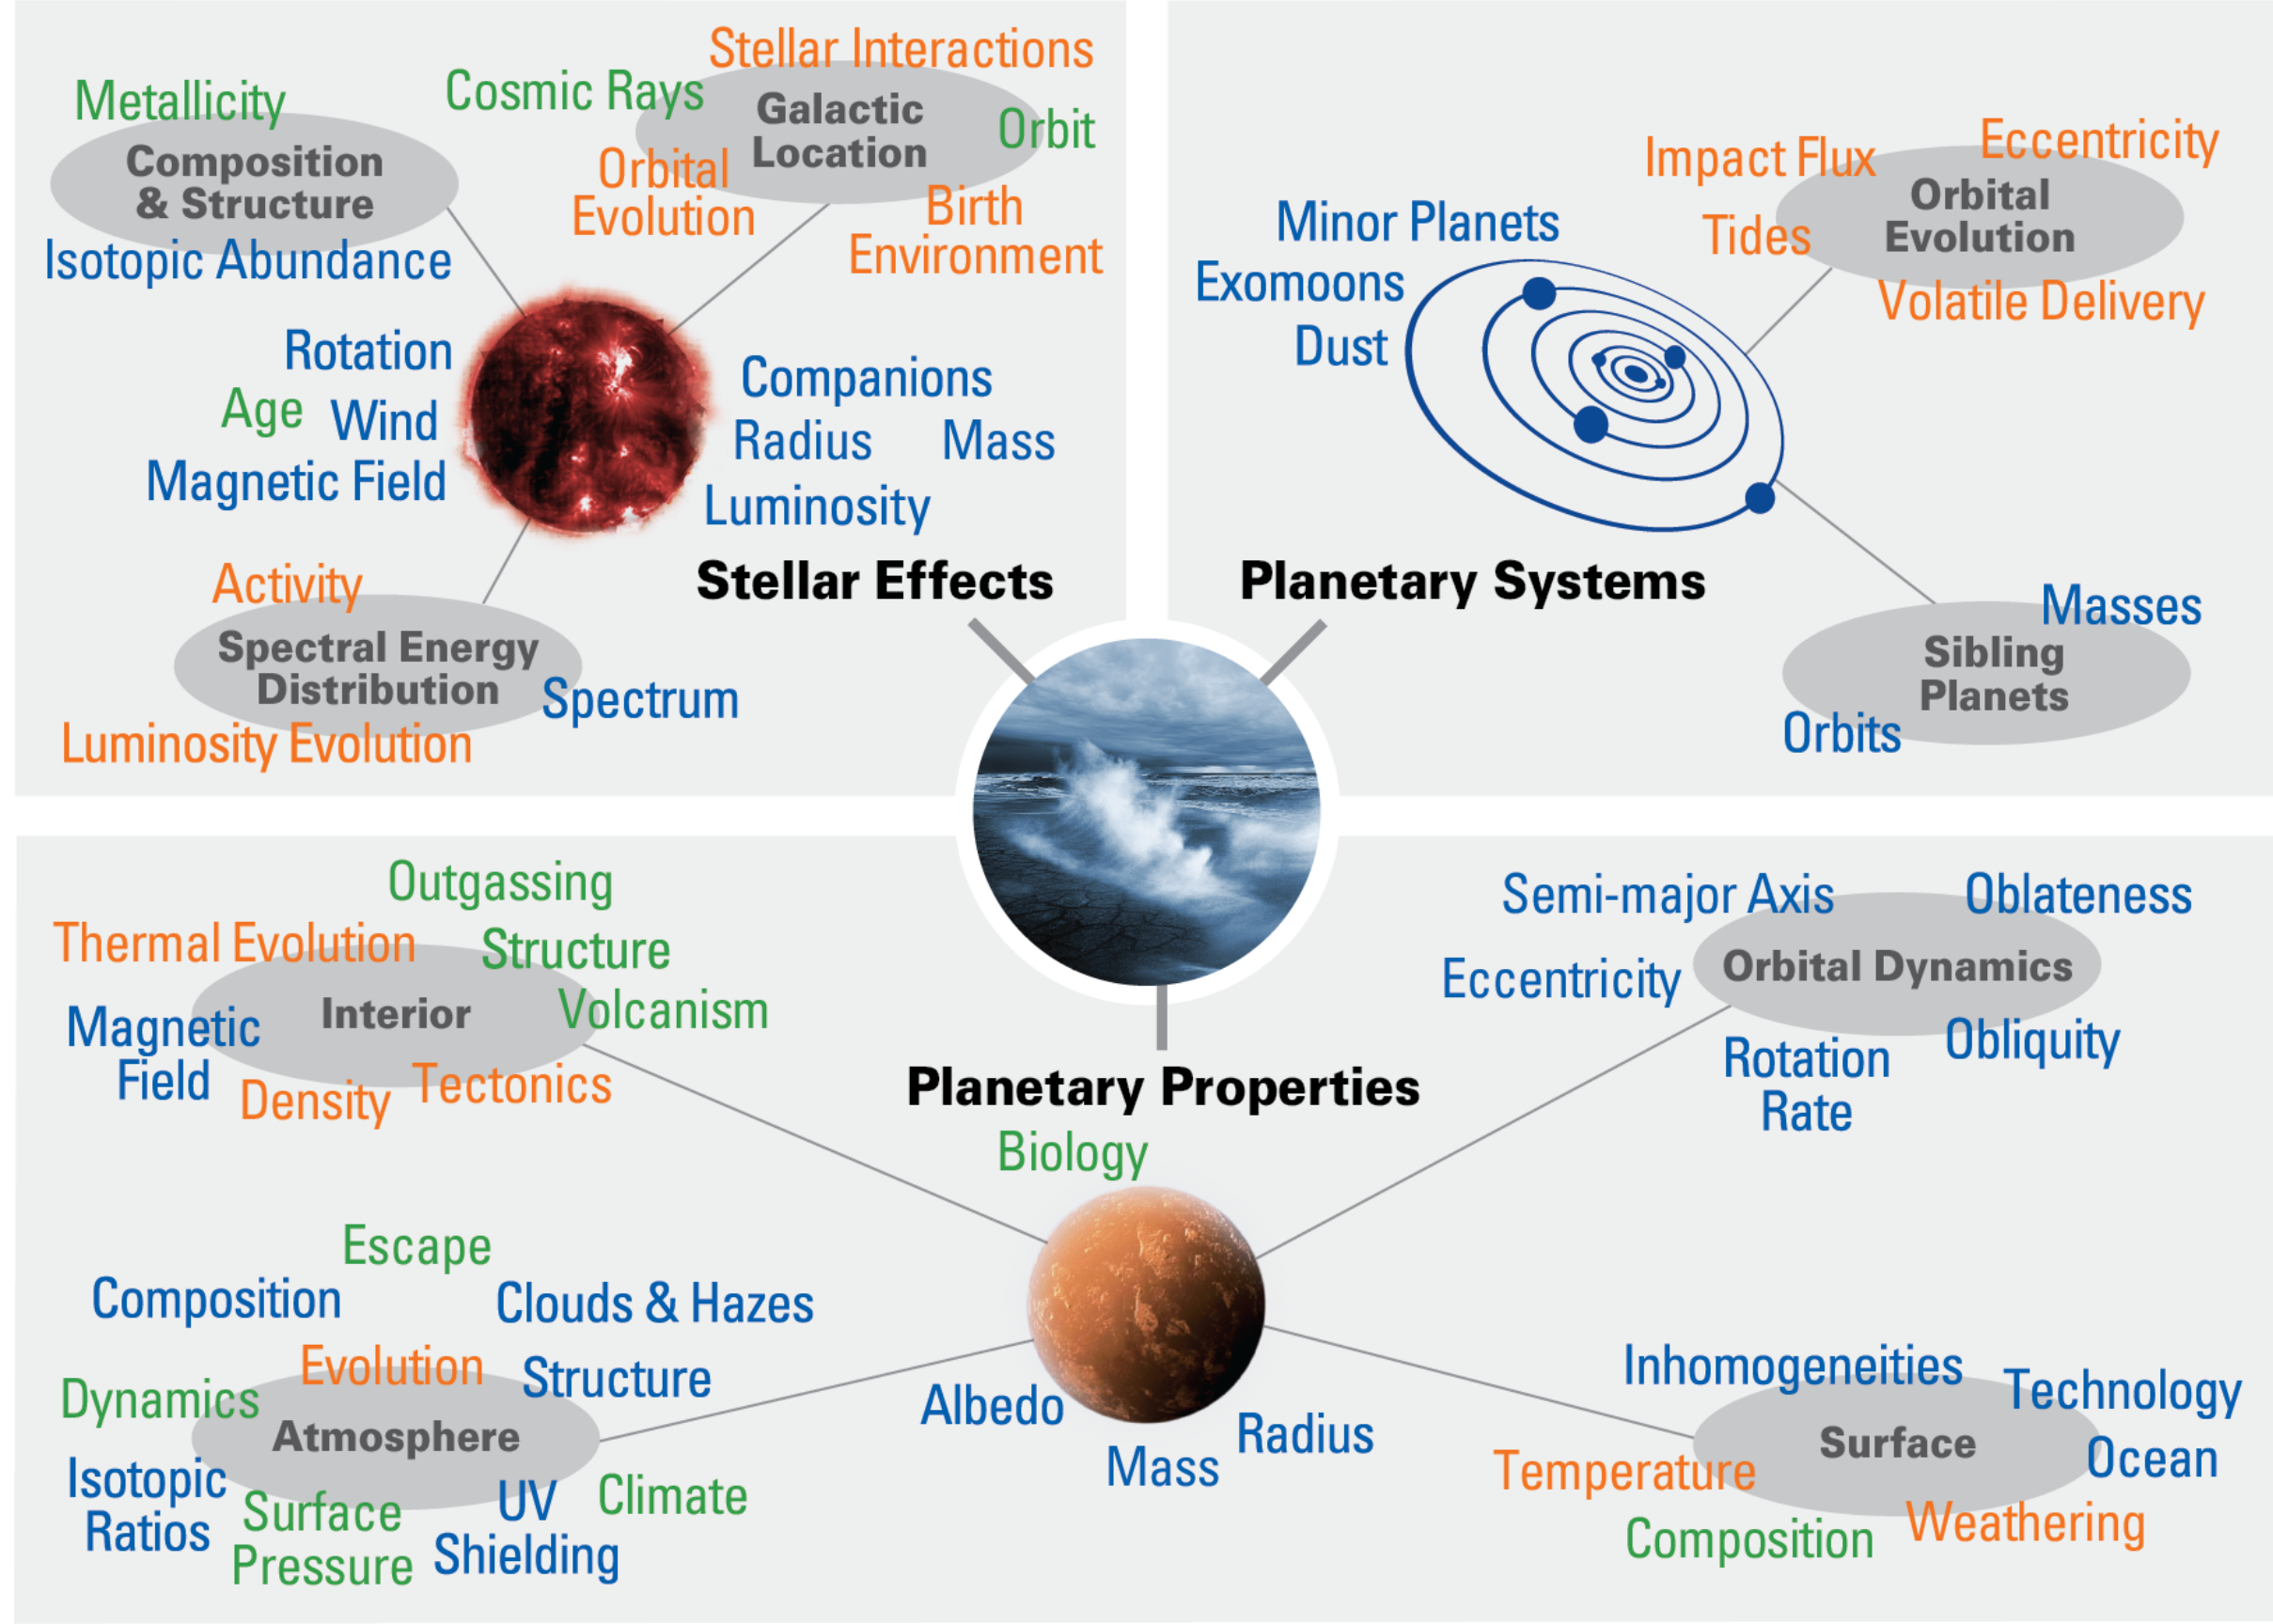 Stellar Interactions
Metallicity
Cosmic Rays
Galactic
Location
Orbit
Composition
& Structure
Orbital
Evolution
Birth
Environment
Isotopic Abundance
Rotation
Age
Wind
Magnetic Field
Companions
Radius
Mass
Luminosity
Activity
Spectral Energy
Distribution
Spectrum
Luminosity Evolution
Stellar Effects
Impact Flux
Eccentricity
Orbital
Evolution
Tides
Volatile Delivery
Minor Planets
Exomoons
Dust
Planetary Systems
Masses
Sibling
Planets
Orbits
Outgassing
Thermal Evolution
Structure
Interior
Volcanism
Magnetic
Field
Density
Tectonics
Semi-major Axis
Oblateness
Eccentricity
Orbital Dynamics
Rotation
Rate
Obliquity
Planetary Properties
Biology
Albedo
Mass
Radius
Escape
Composition
Clouds & Hazes
Evolution
Structure
Dynamics
Atmosphere
Isotopic
Ratios
Surface
Pressure
UV
Shielding
Climate
Inhomogeneities
Technology
Surface
Ocean
Temperature
Composition
Weathering